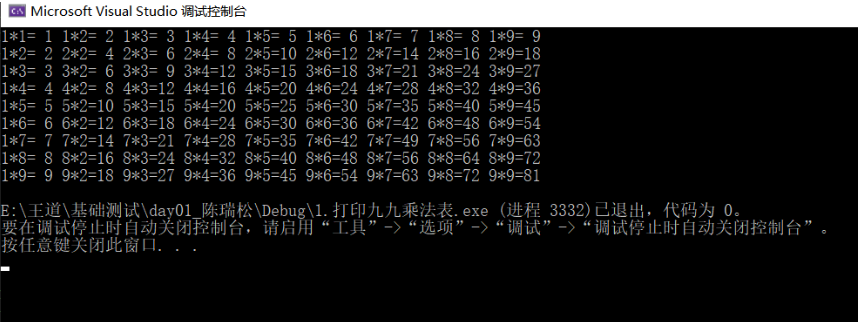 Microsoft Visual Studio 调试控制台
1*1= 1 1*2= 2 1*3= 3 1*4= 4 1*5= 5 1*6= 6 1*7= 7 1*8= 8 1*9= 9
1*2= 2 2*2= 4 2*3= 6 2*4= 8 2*5=10 2*6=12 2*7=14 2*8=16 2*9=18
1*3= 3 3*2= 6 3*3= 9 3*4=12 3*5=15 3*6=18 3*7=21 3*8=24 3*9=27
1*4= 4 4*2= 8 4*3=12 4*4=16 4*5=20 4*6=24 4*7=28 4*8=32 4*9=36
1*5= 5 5*2=10 5*3=15 5*4=20 5*5=25 5*6=30 5*7=35 5*8=40 5*9=45
1*6= 6 6*2=12 6*3=18 6*4=24 6*5=30 6*6=36 6*7=42 6*8=48 6*9=54
1*7= 7 7*2=14 7*3=21 7*4=28 7*5=35 7*6=42 7*7=49 7*8=56 7*9=63
1*8= 8 8*2=16 8*3=24 8*4=32 8*5=40 8*6=48 8*7=56 8*8=64 8*9=72
1*9= 9 9*2=18 9*3=27 9*4=36 9*5=45 9*6=54 9*7=63 9*8=72 9*9=81
E:\王道\基础测试\day01_陈瑞松\Debug\1.打印九九乘法表.exe (进程 3332)已退出，代码为 0。
要在调试停止时自动关闭控制台，请启用“工具”->“选项”->“调试”->“调试停止时自动关闭控制台”。
按任意键关闭此窗口. . .